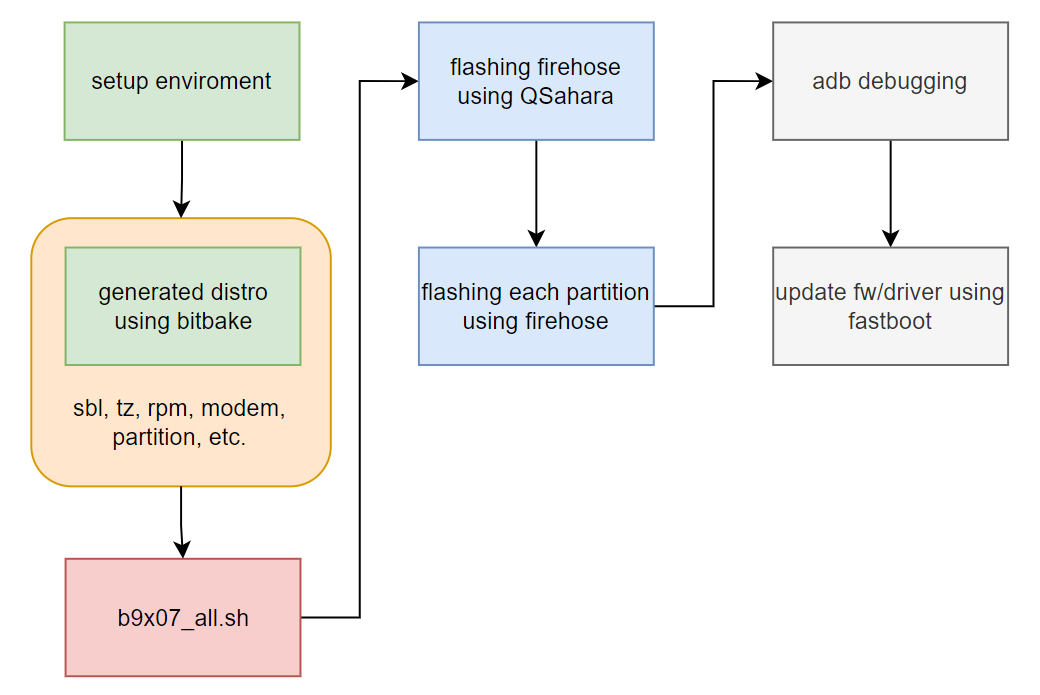 setup enviroment
generated distro
using bitbake
sbl, tz, rpm, modem,
partition, etc.
b9x07_all.sh
flashing firehose
using QSahara
flashing each partition
using firehose
adb debugging
update fw/driver using
fastboot